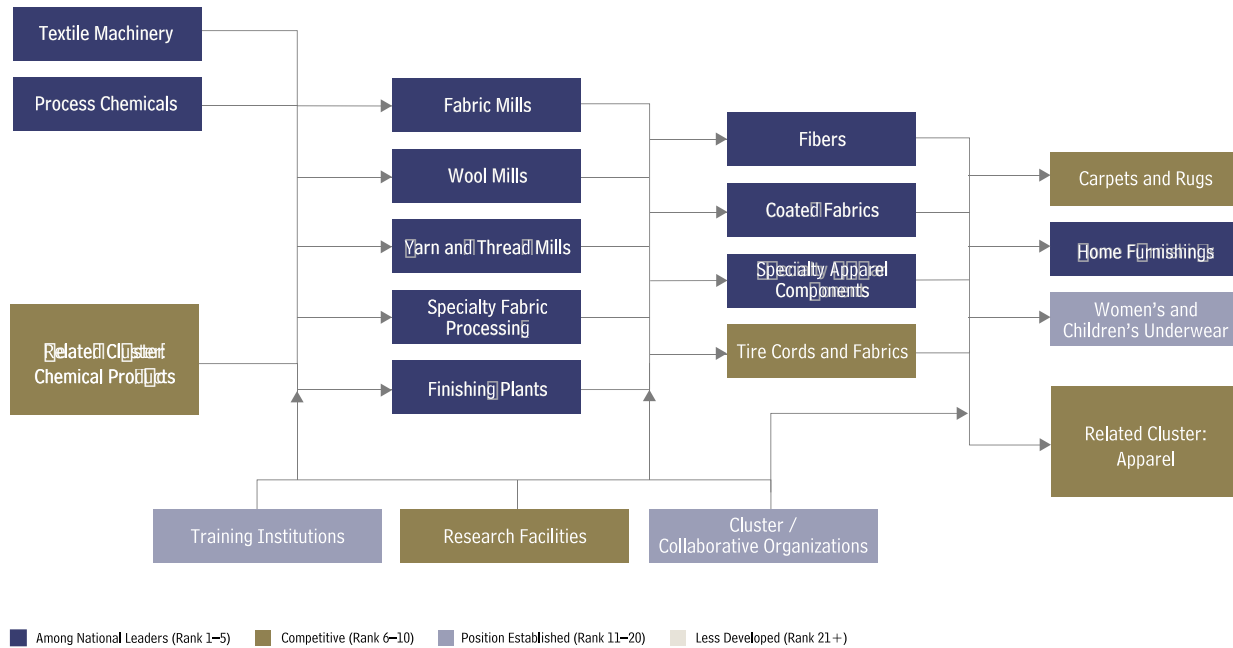 Textile Machinery
Process Chemicals
Related Cluster:
Chemical Products
Fabric Mills
Wool Mills
Yarn and Thread Mills
Specialty Fabric
Processing
Finishing Plants
Fibers
Coated Fabrics
Specialty Apparel
Components
Tire Cords and Fabrics
Carpets and Rugs
Home Furnishings
Women’s and
Children’s Underwear
Related Cluster:
Apparel
Training Institutions
Research Facilities
Cluster /
Collaborative Organizations
Among National Leaders (Rank 1–5)
Competitive (Rank 6–10)
Position Established (Rank 11–20)
Less Developed (Rank 21+)